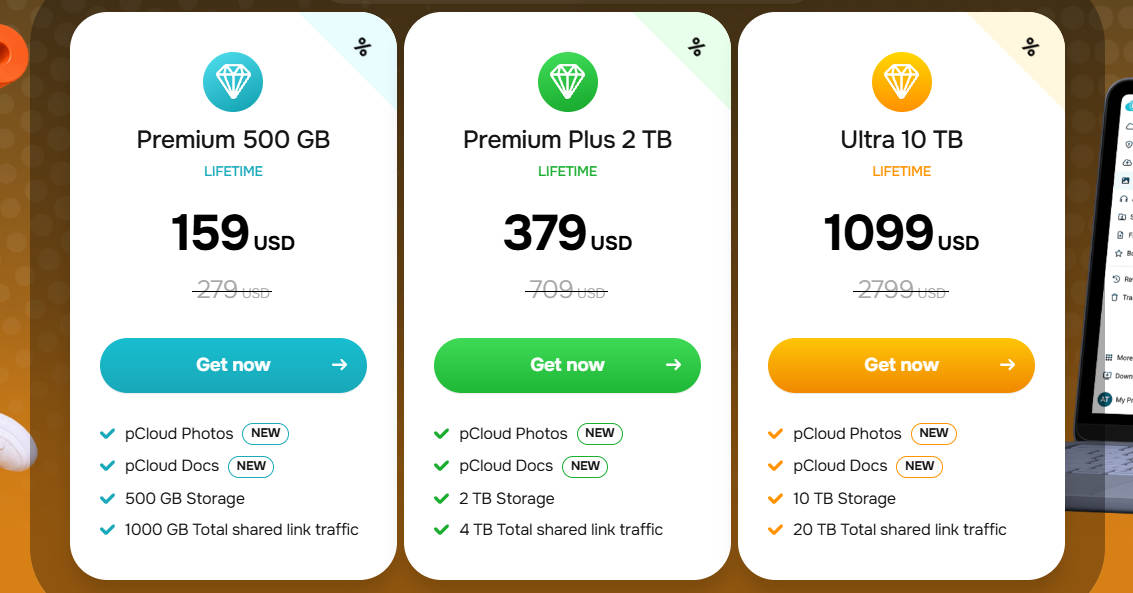 %
Premium 500 GB
LIFETIME
159 USD
279 USD
Get now
pCloud Photos NEW
pCloud Docs NEW
500 GB Storage
1000 GB Total shared link traffic
%
Premium Plus 2 TB
LIFETIME
379 USD
709 USD
Get now
pCloud Photos NEW
pCloud Docs NEW
2 TB Storage
4 TB Total shared link traffic
%
Ultra 10 TB
LIFETIME
1099 USD
2799 USD
Get now
pCloud Photos NEW
pCloud Docs NEW
10 TB Storage
20 TB Total shared link traffic
More
AT My